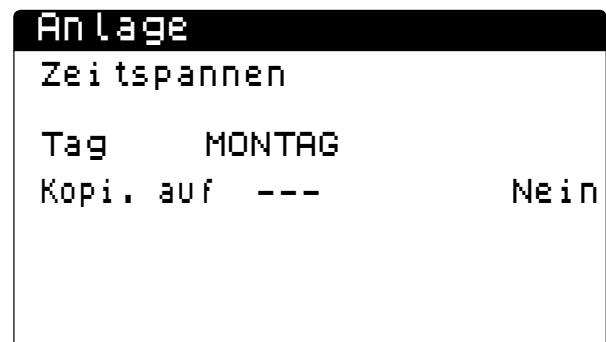 Anlage
Zeitspannen
Tag MONTAG
Kopi. auf --- Nein